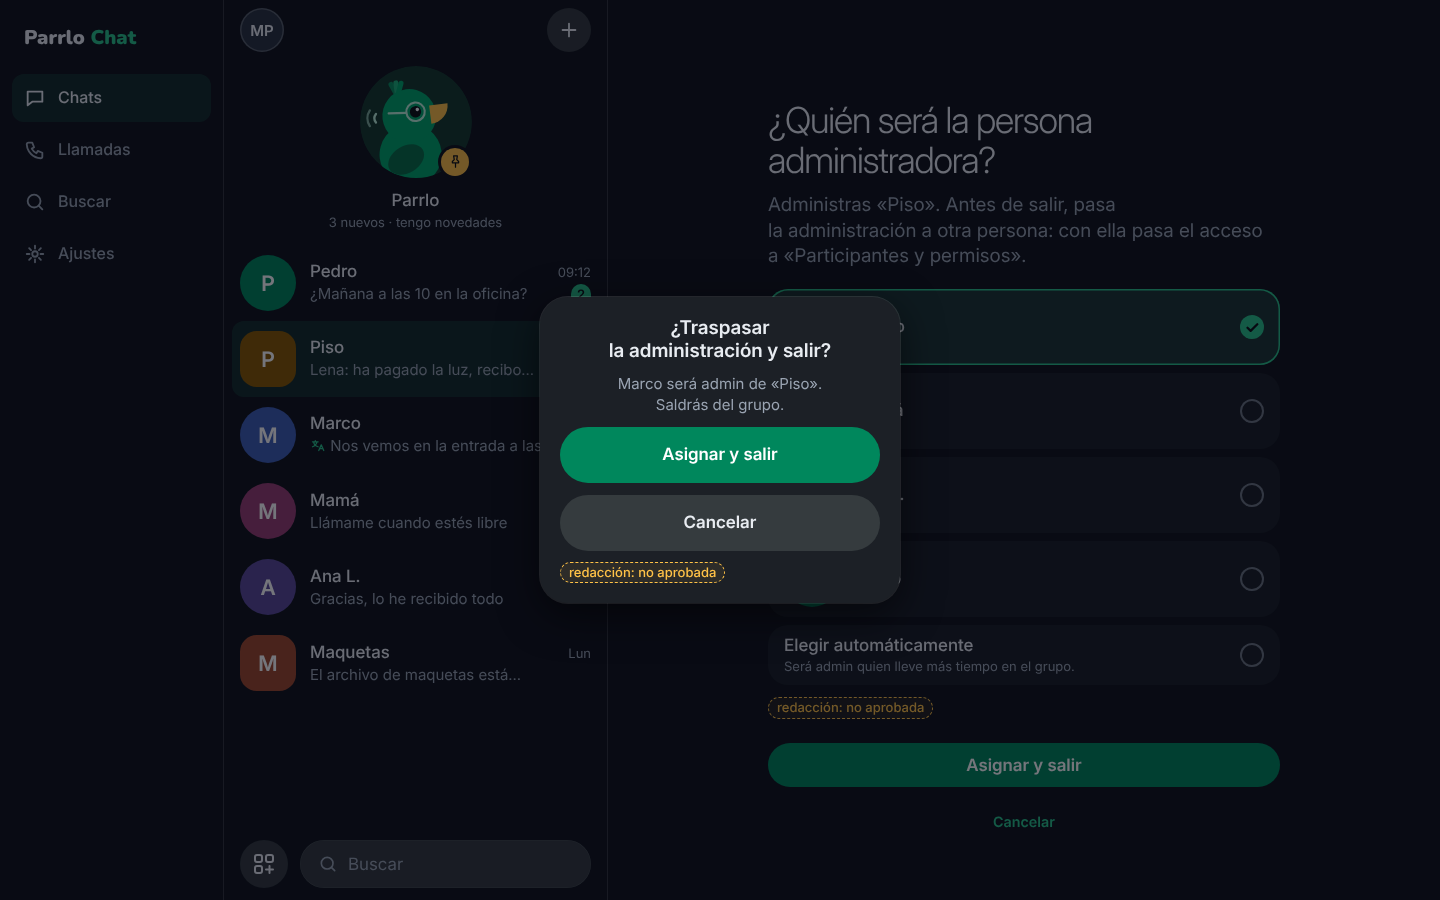 Parrlo Chat
Chats
Llamadas
Buscar
Ajustes
MP
Parrlo
3 nuevos · tengo novedades
P
Pedro
09:12
¿Mañana a las 10 en la oficina?
P
Piso
Lena: ha pagado la luz, recibo...
M
Marco
Nos vemos en la entrada a las
M
Mamá
Llámame cuando estés libre
A
Ana L.
Gracias, lo he recibido todo
M
Maquetas
Lun
El archivo de maquetas está...
Buscar
¿Quién será la persona
administradora?
Administras «Piso». Antes de salir, pasa
la administración a otra persona: con ella pasa el acceso
a «Participantes y permisos».
¿Traspasar
la administración y salir?
Marco será admin de «Piso».
Saldrás del grupo.
Asignar y salir
Cancelar
redacción: no aprobada
Elegir automáticamente
Será admin quien lleve más tiempo en el grupo.
redacción: no aprobada
Asignar y salir
Cancelar